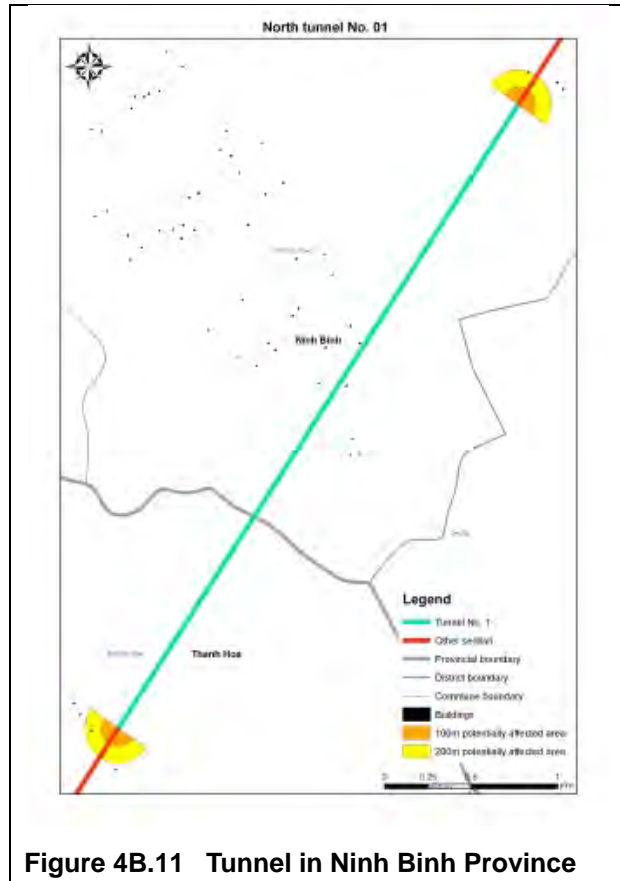 North tunnel No. 01
Ninh Binh
Thanh Hoa
Legend
Tunnel No. 1
Other section
Provincial boundary
District boundary
Commune boundary
Buildings
100m potentially affected area
200m potentially affected area
0 0.25 0.5 1
Figure 4B.11 Tunnel in Ninh Binh Province